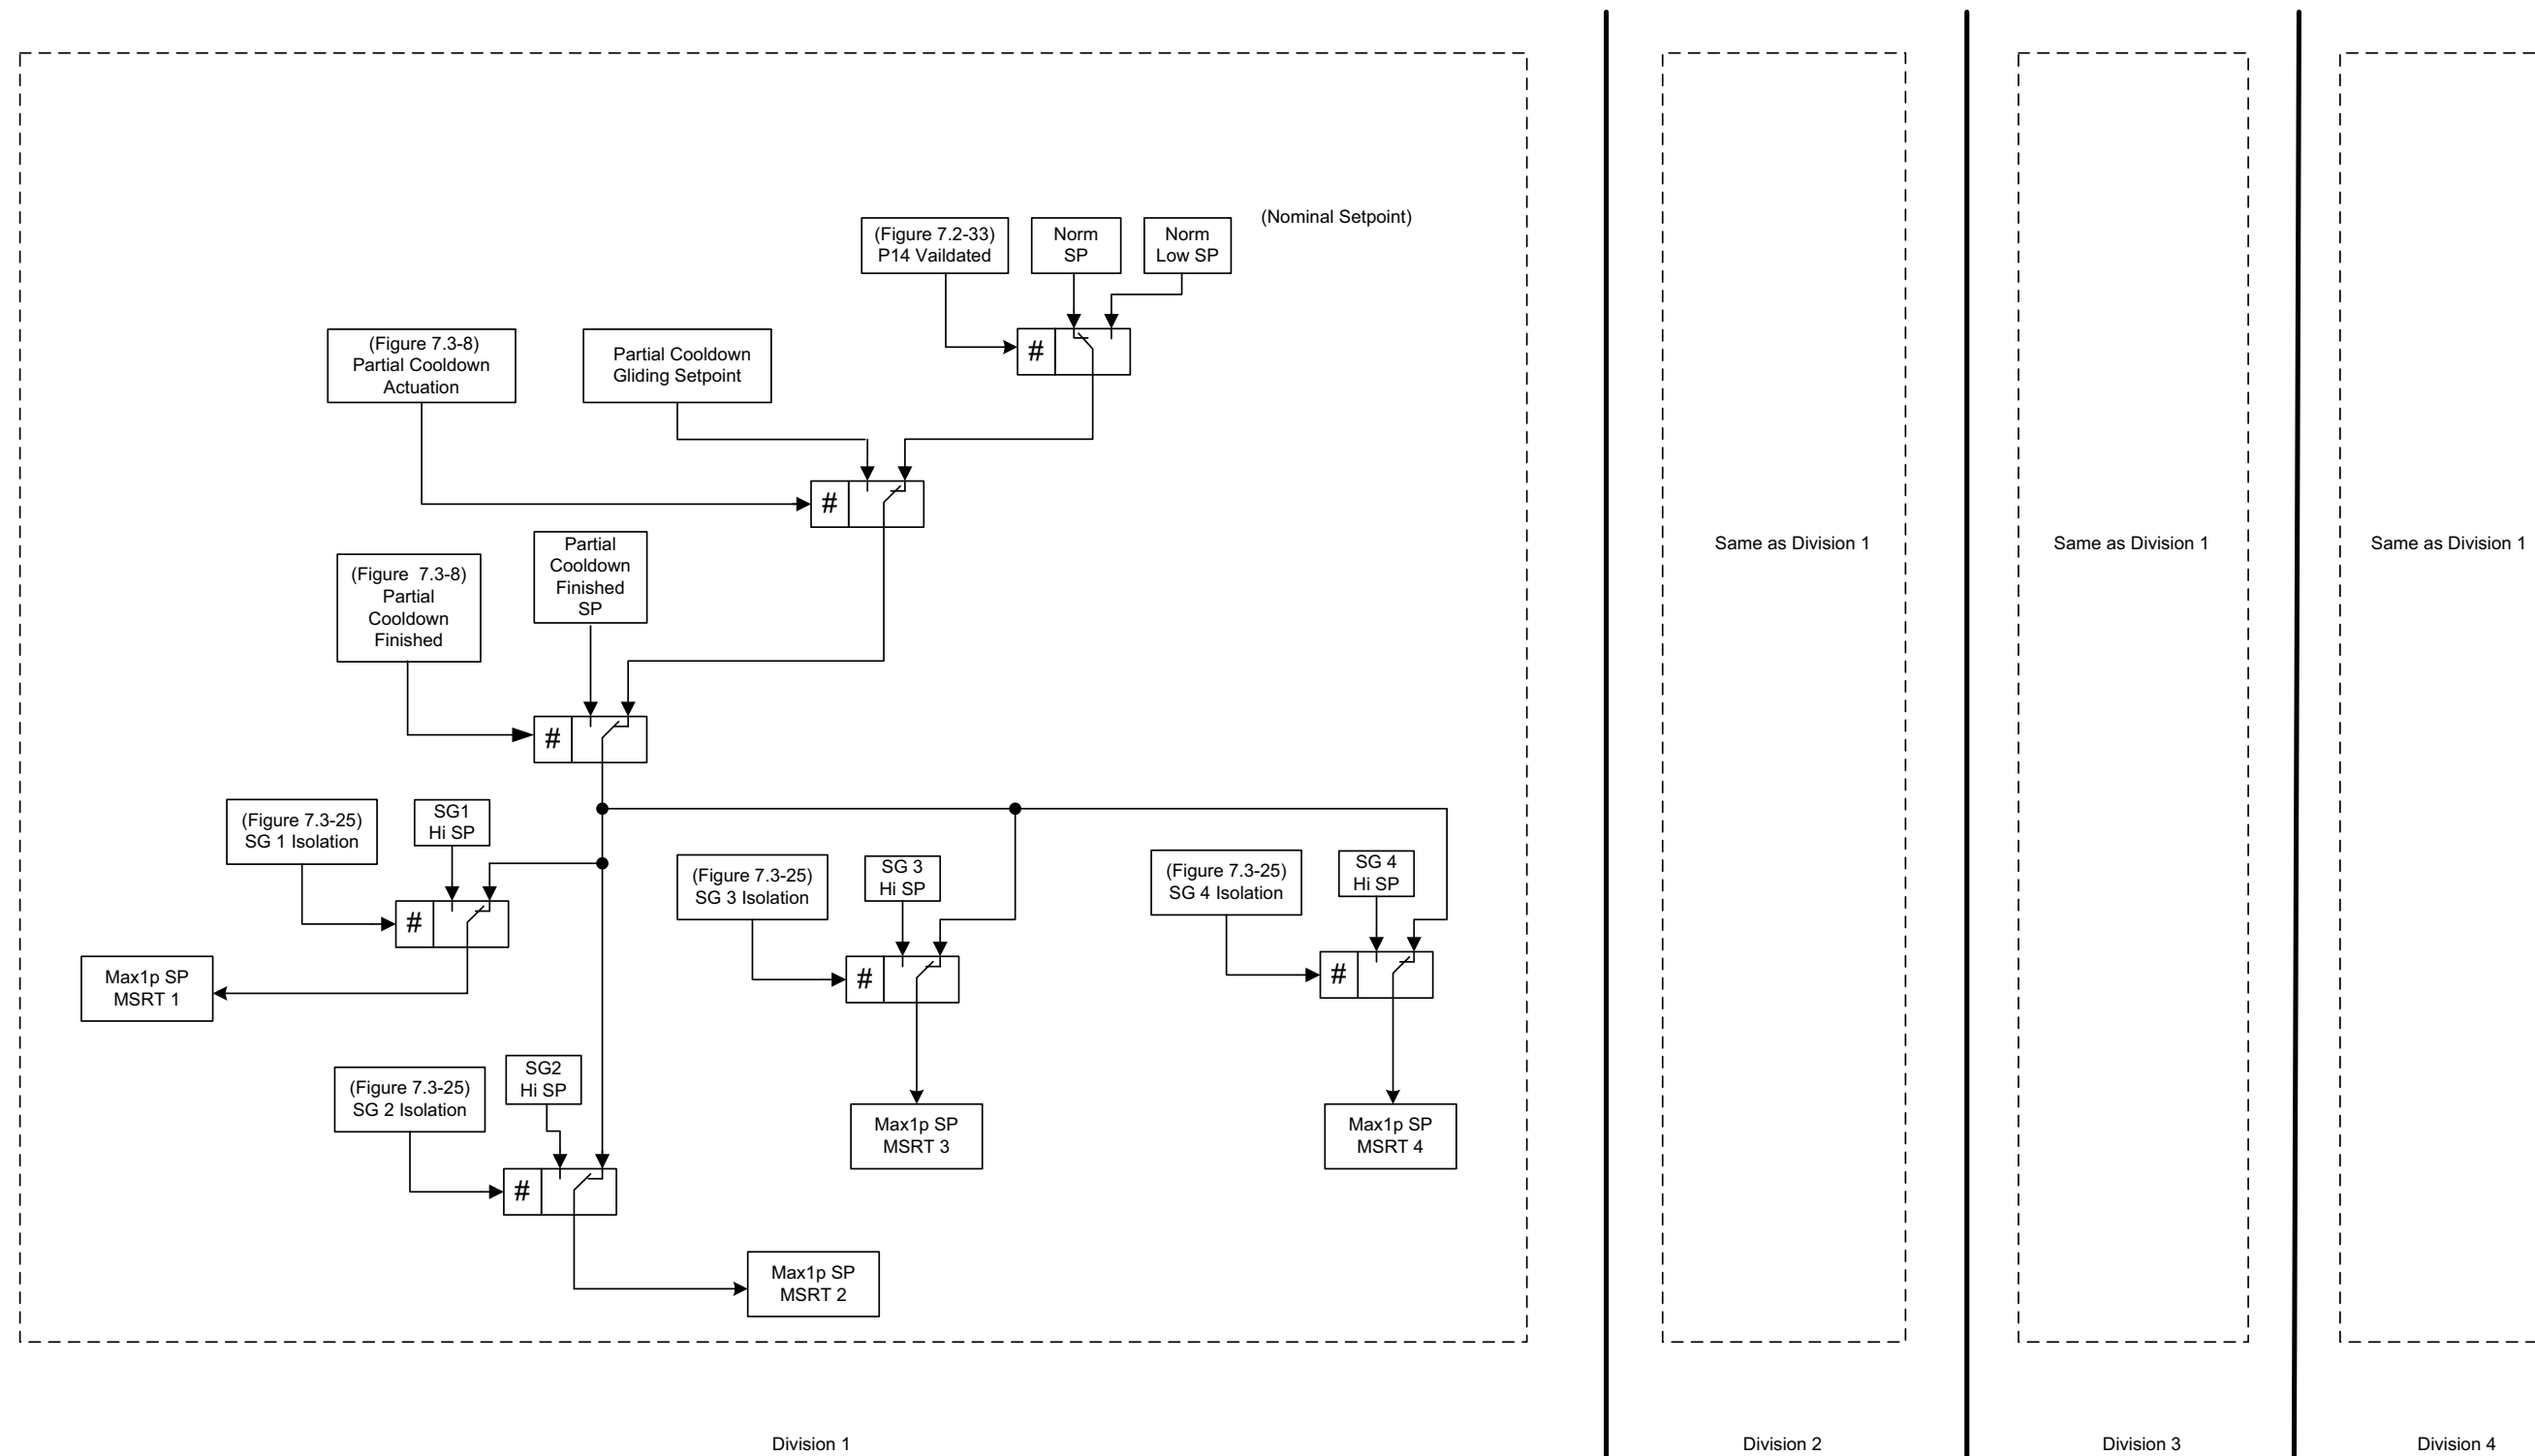 (Nominal Setpoint)
(Figure 7.2-33)
P14 Vaildated
Norm
SP
Norm
Low SP
#
(Figure 7.3-8)
Partial Cooldown
Actuation
Partial Cooldown
Gliding Setpoint
#
Partial
Cooldown
Finished
SP
(Figure  7.3-8)
Partial
Cooldown
Finished
#
(Figure 7.3-25)
SG 1 Isolation
SG1
Hi SP
#
Max1p SP
MSRT 1
(Figure 7.3-25)
SG 3 Isolation
SG 3
Hi SP
#
Max1p SP
MSRT 3
(Figure 7.3-25)
SG 4 Isolation
SG 4
Hi SP
#
Max1p SP
MSRT 4
(Figure 7.3-25)
SG 2 Isolation
SG2
Hi SP
#
Max1p SP
MSRT 2
Same as Division 1
Same as Division 1
Same as Division 1
Division 1
Division 2
Division 3
Division 4